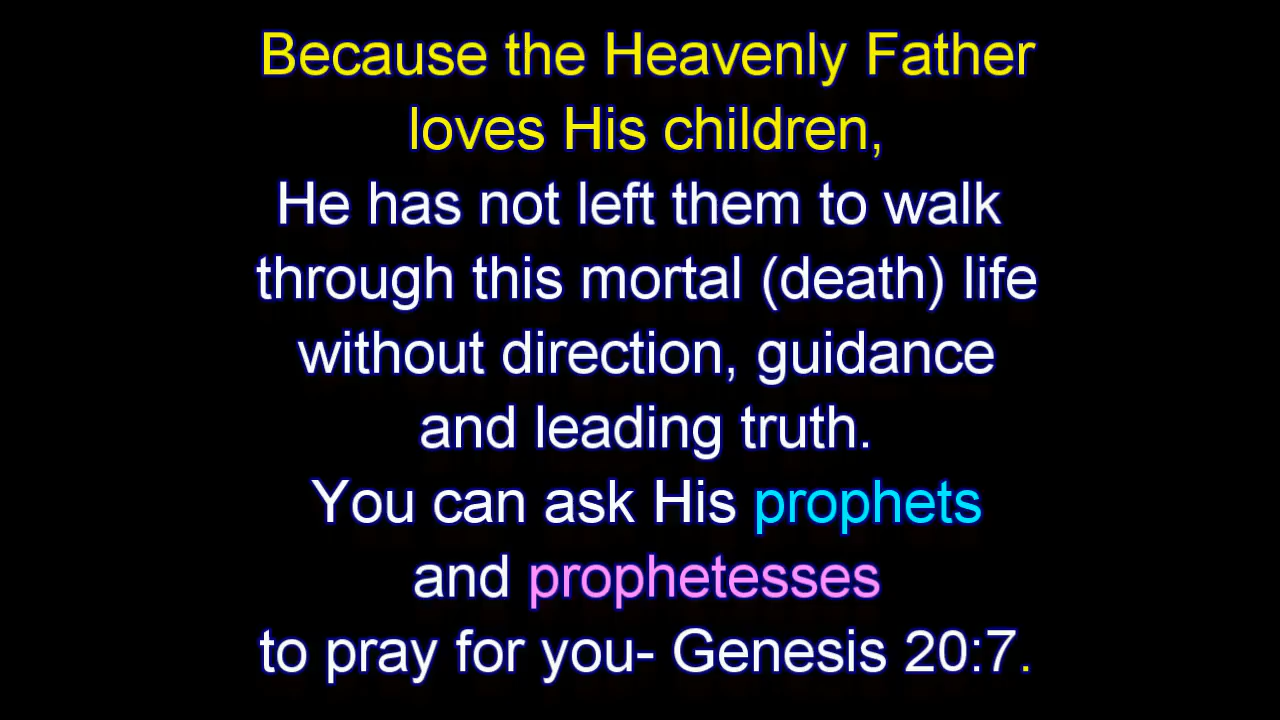 Because the Heavenly Father
loves His children,
He has not left them to walk
through this mortal (death) life
without direction, guidance
and leading truth.
You can ask His prophets
and prophetesses
to pray for you- Genesis 20:7.